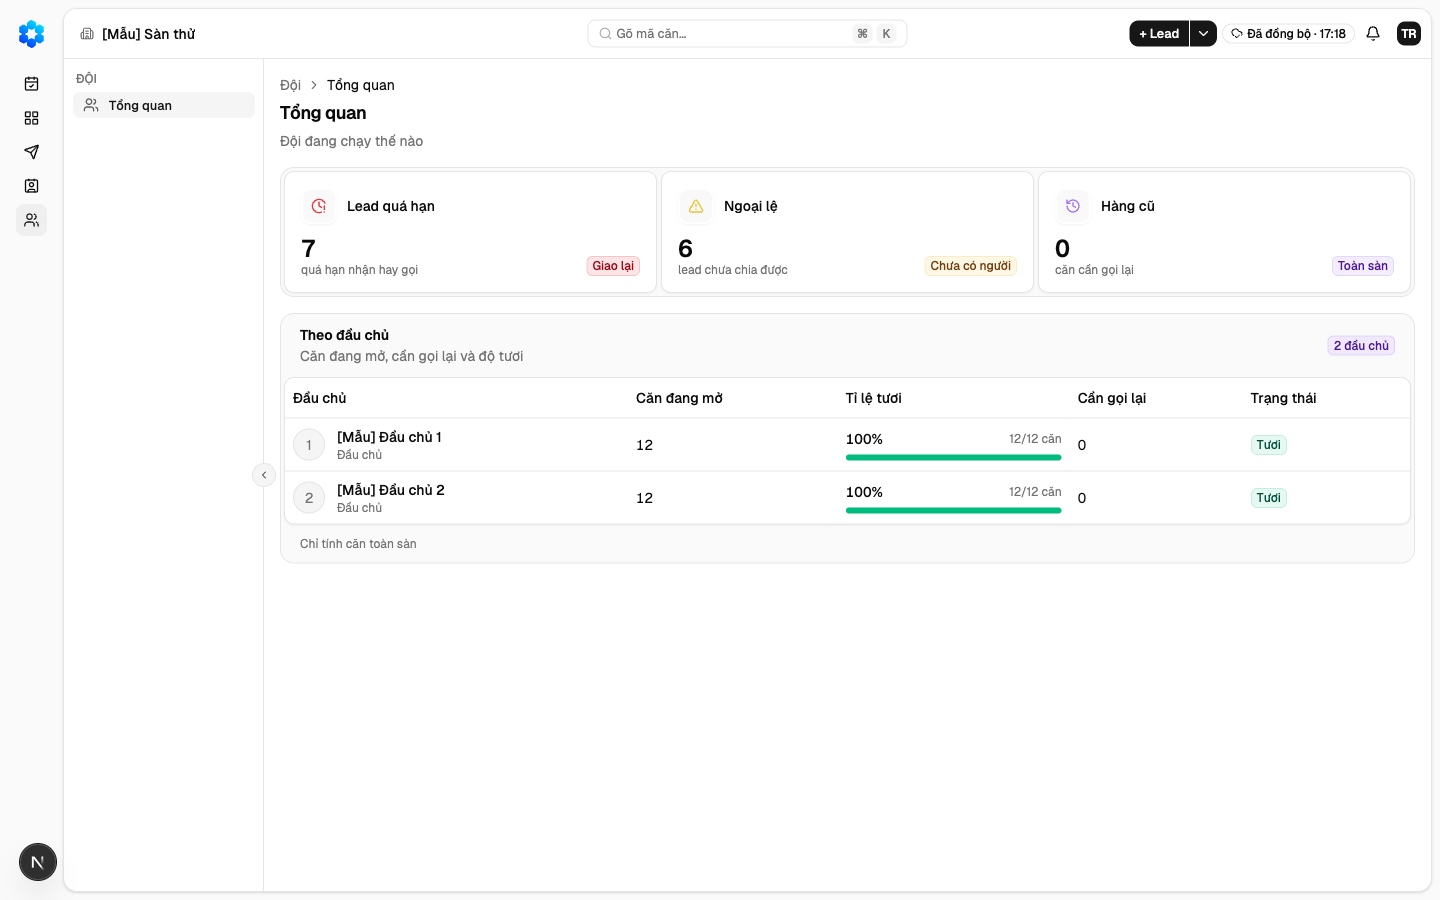 [Mẫu] Sàn thử
Gõ mã căn...
⌘ K
+ Lead
Đã đồng bộ · 17:18
TR
ĐỘI
Tổng quan
Đội > Tổng quan
Tổng quan
Đội đang chạy thế nào
Lead quá hạn
7
quá hạn nhận hay gọi
Giao lại
Ngoại lệ
6
lead chưa chia được
Chưa có người
Hàng cũ
0
căn cần gọi lại
Toàn sàn
Theo đầu chủ
Căn đang mở, cần gọi lại và độ tươi
2 đầu chủ
Đầu chủ Căn đang mở Tỉ lệ tươi Cần gọi lại Trạng thái
1 [Mẫu] Đầu chủ 1 12 100% 12/12 căn 0 Tươi
Đầu chủ
2 [Mẫu] Đầu chủ 2 12 100% 12/12 căn 0 Tươi
Đầu chủ
Chỉ tính căn toàn sàn
N